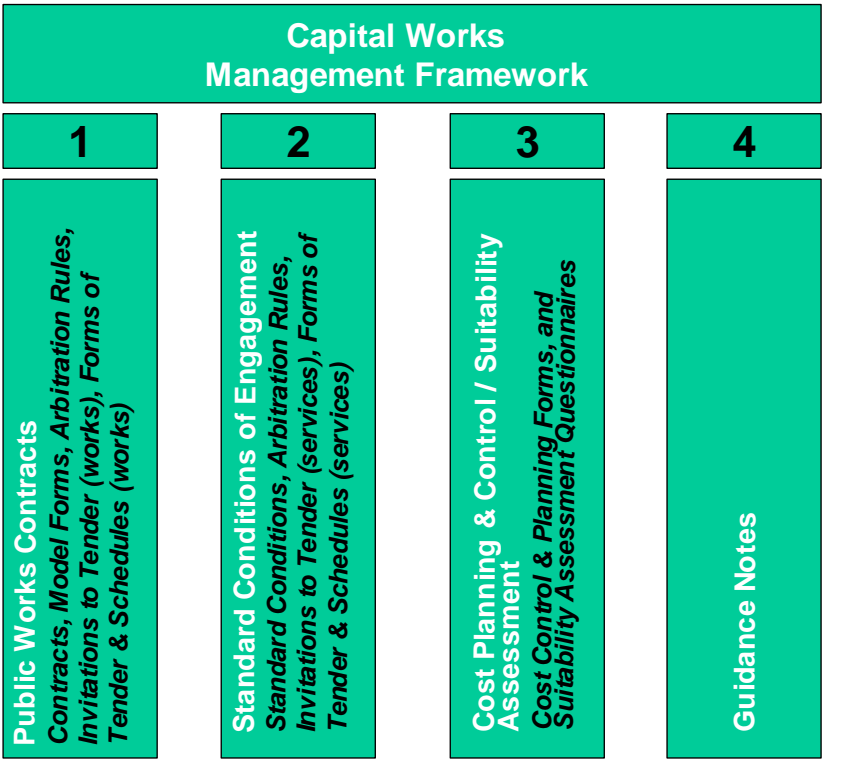 Capital Works
Management Framework
1
2
3
4
Public Works Contracts
Contracts, Model Forms, Arbitration Rules,
Invitations to Tender (works), Forms of
Tender & Schedules (works)
Standard Conditions of Engagement
Standard Conditions, Arbitration Rules,
Invitations to Tender (services), Forms of
Tender & Schedules (services)
Cost Planning & Control / Suitability
Assessment
Cost Control & Planning Forms, and
Suitability Assessment Questionnaires
Guidance Notes